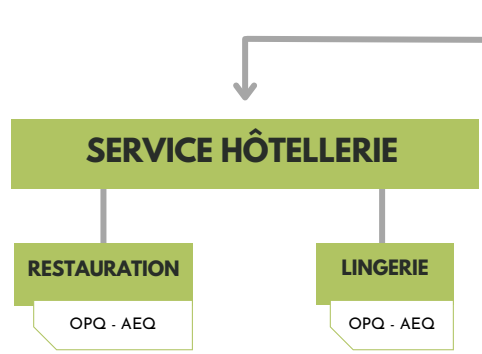 SERVICE HÔTELLERIE
RESTAURATION
LINGERIE
OPQ - AEQ
OPQ - AEQ